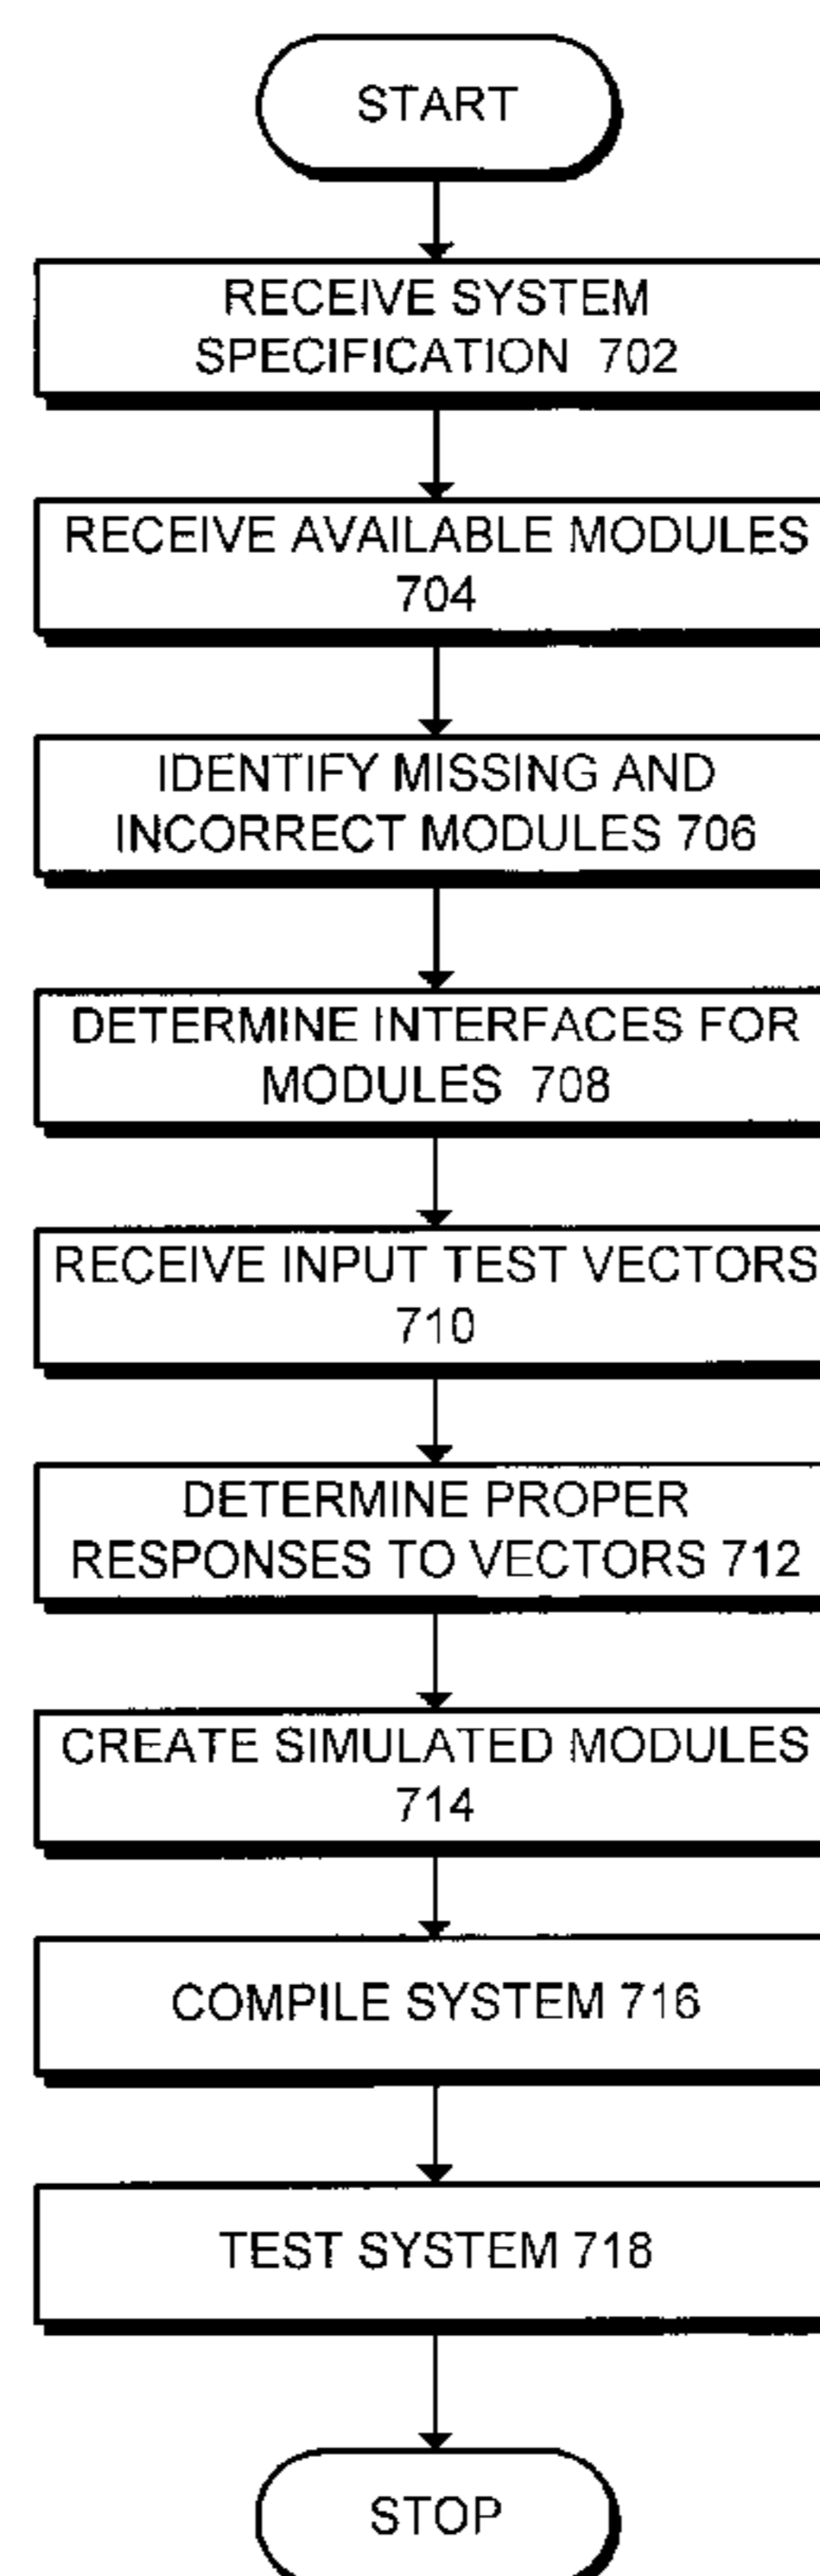 START
RECEIVE SYSTEM
SPECIFICATION 702
RECEIVE AVAILABLE MODULES
704
IDENTIFY MISSING AND
INCORRECT MODULES 706
DETERMINE INTERFACES FOR
MODULES 708
RECEIVE INPUT TEST VECTORS
710
DETERMINE PROPER
RESPONSES TO VECTORS 712
CREATE SIMULATED MODULES
714
COMPILE SYSTEM 716
TEST SYSTEM 718
STOP